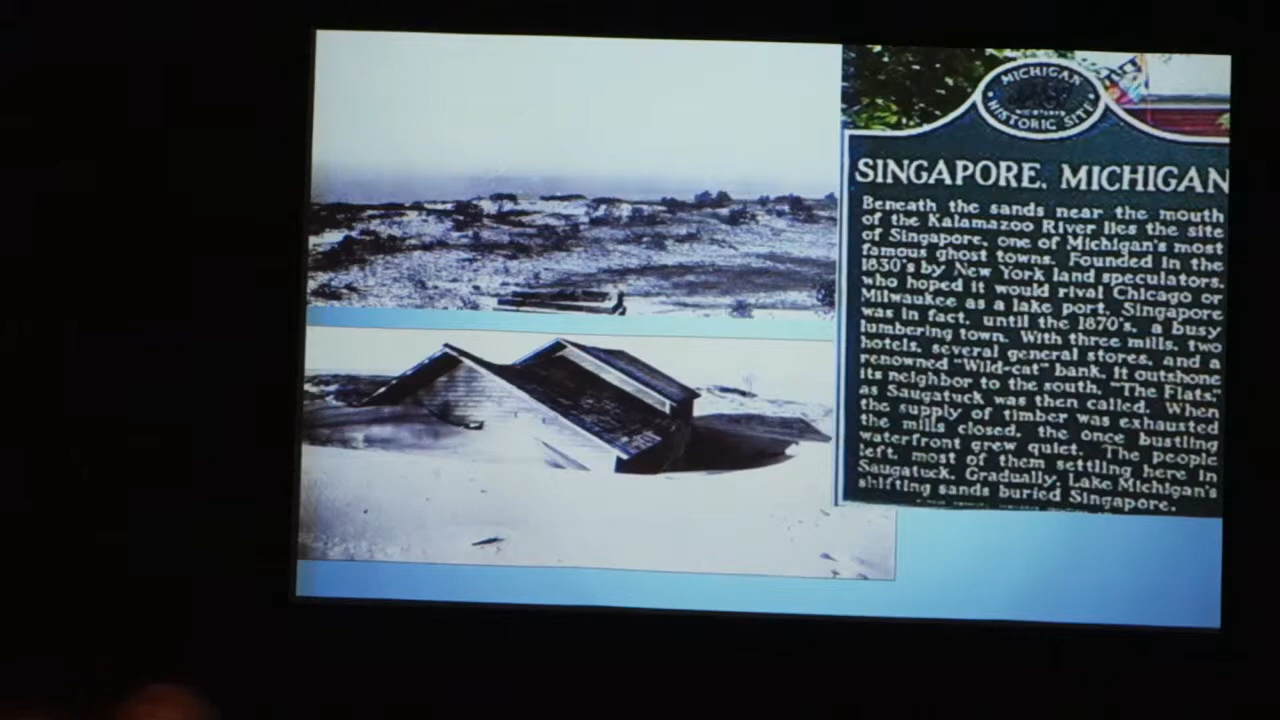 MICHIGAN
HISTORIC SITE
SINGAPORE, MICHIGAN
Beneath the sands near the mouth
of the Kalamazoo River lies the site
of Singapore, one of Michigan's most
famous ghost towns. Founded in the
1830's by New York land speculators,
who hoped it would rival Chicago or
Milwaukee as a lake port, Singapore
was in fact, until the 1870's, a busy
lumbering town. With three mills, two
hotels, several general stores, and a
renowned "Wild-cat" bank, it outshone
its neighbor to the south, "The Flats,"
as Saugatuck was then called. When
the supply of timber was exhausted
the mills closed, the once bustling
waterfront grew quiet. The people
left, most of them settling here in
Saugatuck. Gradually, Lake Michigan's
shifting sands buried Singapore.